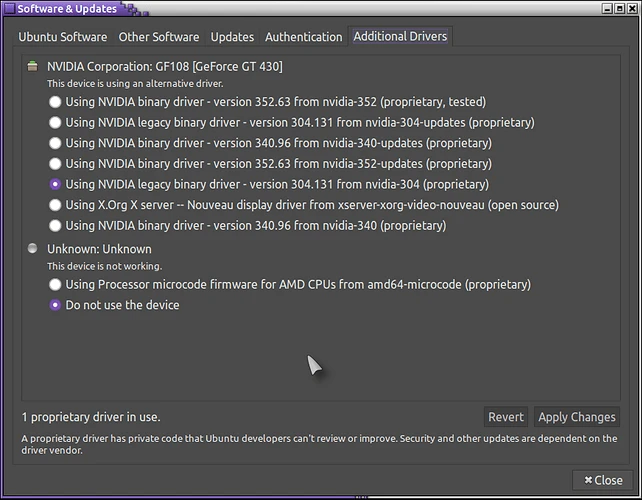 Software & Updates
Ubuntu Software
Other Software
Updates
Authentication
Additional Drivers
NVIDIA Corporation: GF108 [GeForce GT 430]
This device is using an alternative driver.
Using NVIDIA binary driver - version 352.63 from nvidia-352 (proprietary, tested)
Using NVIDIA legacy binary driver - version 304.131 from nvidia-304-updates (proprietary)
Using NVIDIA binary driver - version 340.96 from nvidia-340-updates (proprietary)
Using NVIDIA binary driver - version 352.63 from nvidia-352-updates (proprietary)
Using NVIDIA legacy binary driver - version 304.131 from nvidia-304 (proprietary)
Using X.Org X server -- Nouveau display driver from xserver-xorg-video-nouveau (open source)
Using NVIDIA binary driver - version 340.96 from nvidia-340 (proprietary)
Unknown: Unknown
This device is not working.
Using Processor microcode firmware for AMD CPUs from amd64-microcode (proprietary)
Do not use the device
1 proprietary driver in use.
Revert
Apply Changes
A proprietary driver has private code that Ubuntu developers can't review or improve. Security and other updates are dependent on the
driver vendor.
Close